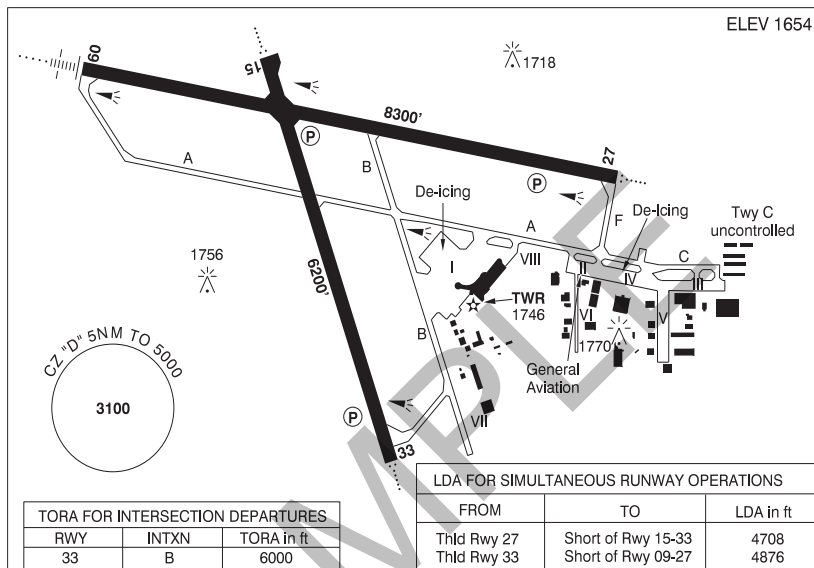 ELEV 1654
1718
09
15
8300'
27
P
P
A
B
De-icing
A
F
De-Icing
Twy C
uncontrolled
C
1756
6200'
I
VIII
II
IV
III
TWR
1746
VI
V
1770
B
General
Aviation
CZ "D" 5NM TO 5000
3100
P
VII
33
SAMPLE
LDA FOR SIMULTANEOUS RUNWAY OPERATIONS
FROM TO LDA in ft
Thld Rwy 27 Short of Rwy 15-33 4708
Thld Rwy 33 Short of Rwy 09-27 4876
TORA FOR INTERSECTION DEPARTURES
RWY INTXN TORA in ft
33 B 6000